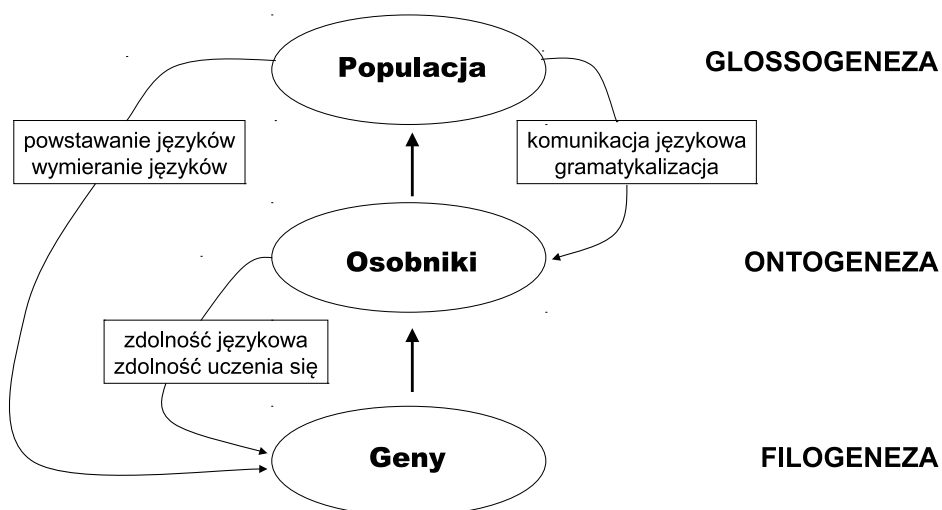 Populacja
GLOSSOGENEZA
powstawanie języków
wymieranie języków
komunikacja językowa
gramatykalizacja
Osobniki
ONTOGENEZA
zdolność językowa
zdolność uczenia się
Geny
FILOGENEZA